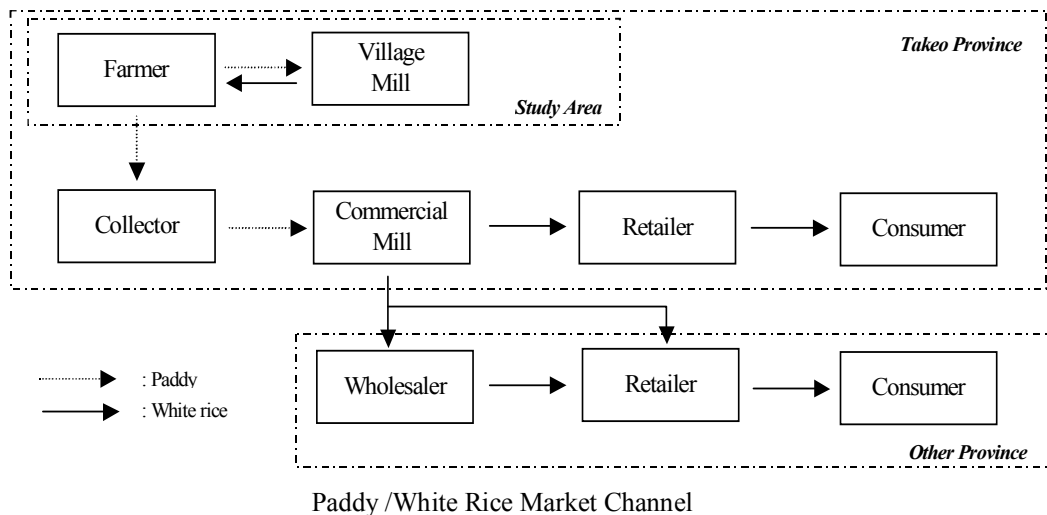 Takeo Province
Farmer
Village
Mill
Study Area
Collector
Commercial
Mill
Retailer
Consumer
Wholesaler
Retailer
Consumer
: Paddy
: White rice
Other Province
Paddy /White Rice Market Channel